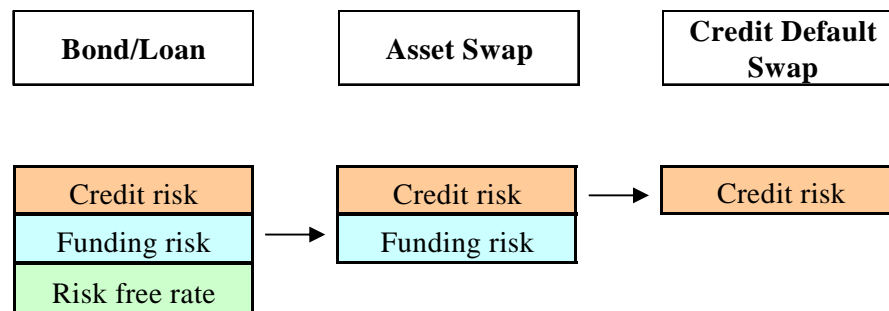 Bond/Loan
Asset Swap
Credit Default
Swap
Credit risk
Credit risk
Credit risk
Funding risk
Funding risk
Risk free rate